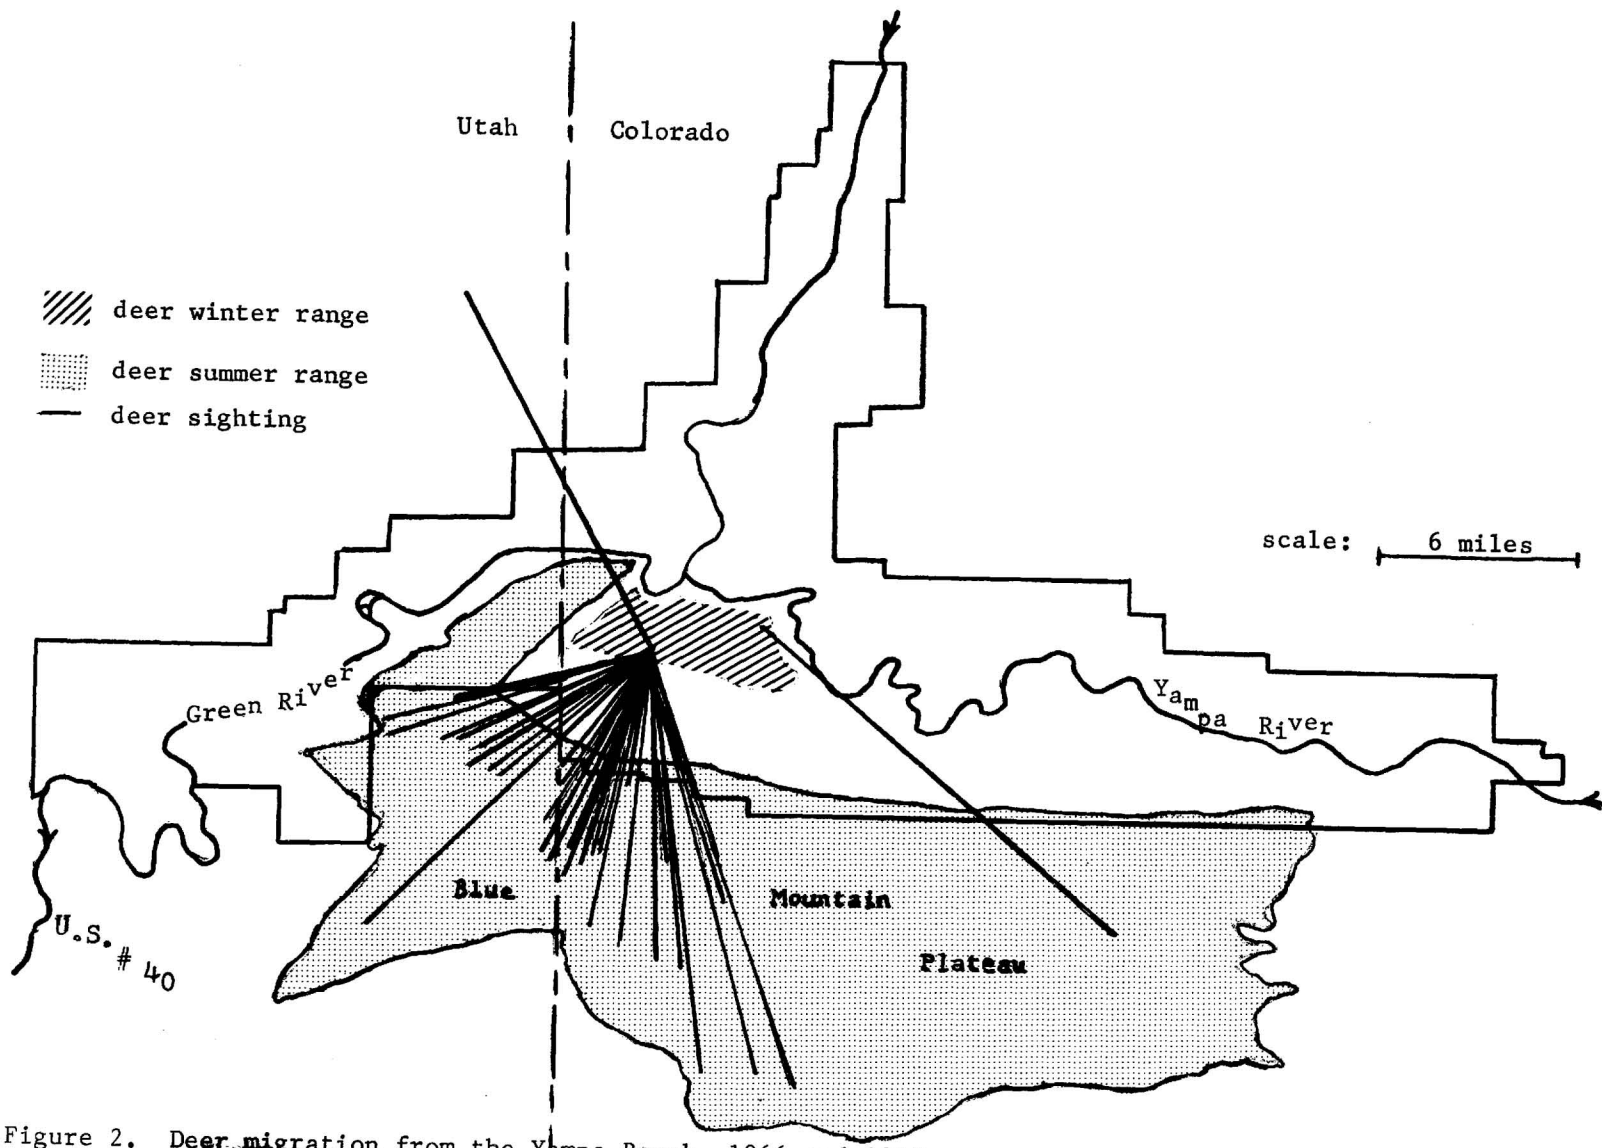 Utah
Colorado
deer winter range
deer summer range
deer sighting
scale:
6 miles
Green River
Yampa River
Blue
Mountain
Plateau
U.S. # 40
Figure 2. Deer migration from the Yampa